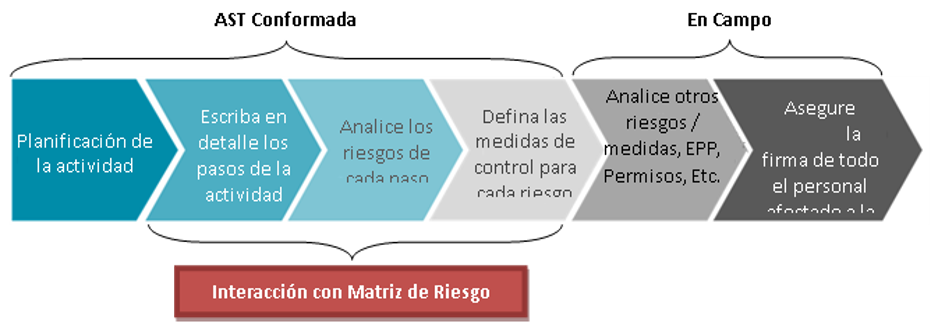 AST Conformada
En Campo
Planificación de
la actividad
Escriba en
detalle los
pasos de la
actividad
Analice los
riesgos de
cada paso
Defina las
medidas de
control para
cada riesgo
Analice otros
riesgos /
medidas, EPP,
Permisos, Etc.
Asegure
la
firma de todo
el personal
afectado a la
Interacción con Matriz de Riesgo